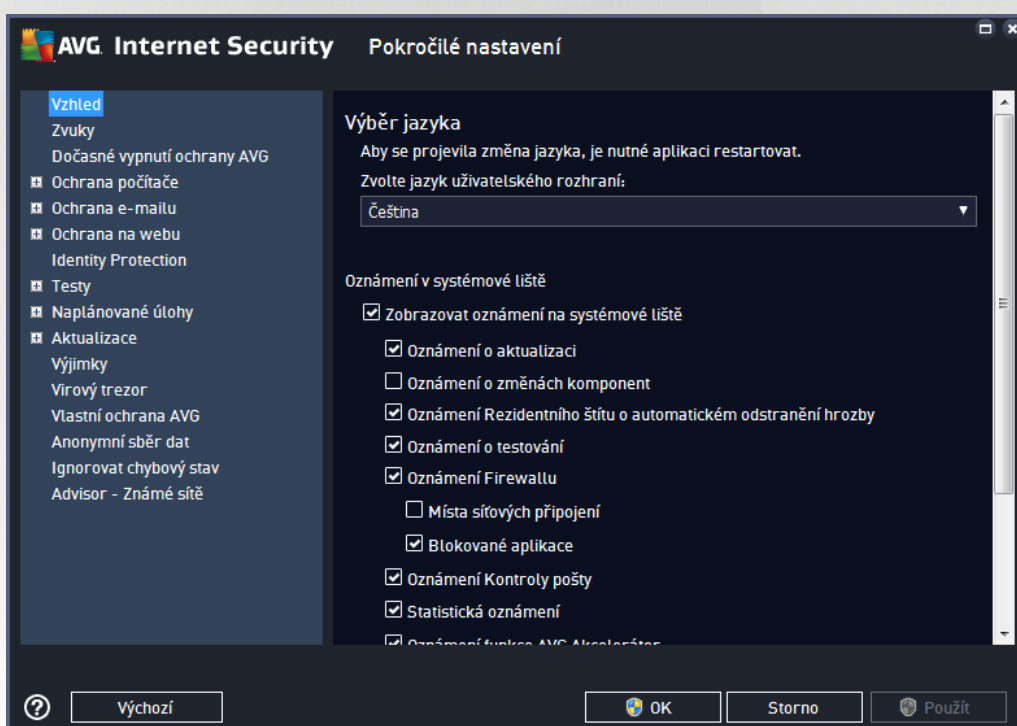 AVG. Internet Security Pokročilé nastavení
Vzhled
Zvuky
Dočasné vypnutí ochrany AVG
Ochrana počítače
Ochrana e-mailu
Ochrana na webu
Identity Protection
Testy
Naplánované úlohy
Aktualizace
Výjimky
Virový trezor
Vlastní ochrana AVG
Anonymní sběr dat
Ignorovat chybový stav
Advisor - Známé sítě
Výběr jazyka
Aby se projevila změna jazyka, je nutné aplikaci restartovat.
Zvolte jazyk uživatelského rozhraní:
Čeština
Oznámení v systémové liště
Zobrazovat oznámení na systémové liště
Oznámení o aktualizaci
Oznámení o změnách komponent
Oznámení Rezidentního štítu o automatickém odstranění hrozby
Oznámení o testování
Oznámení Firewallu
Místa síťových připojení
Blokované aplikace
Oznámení Kontroly pošty
Statistická oznámení
Oznámení funkce AVG Akcelerátor
Výchozí
OK
Storno
Použít